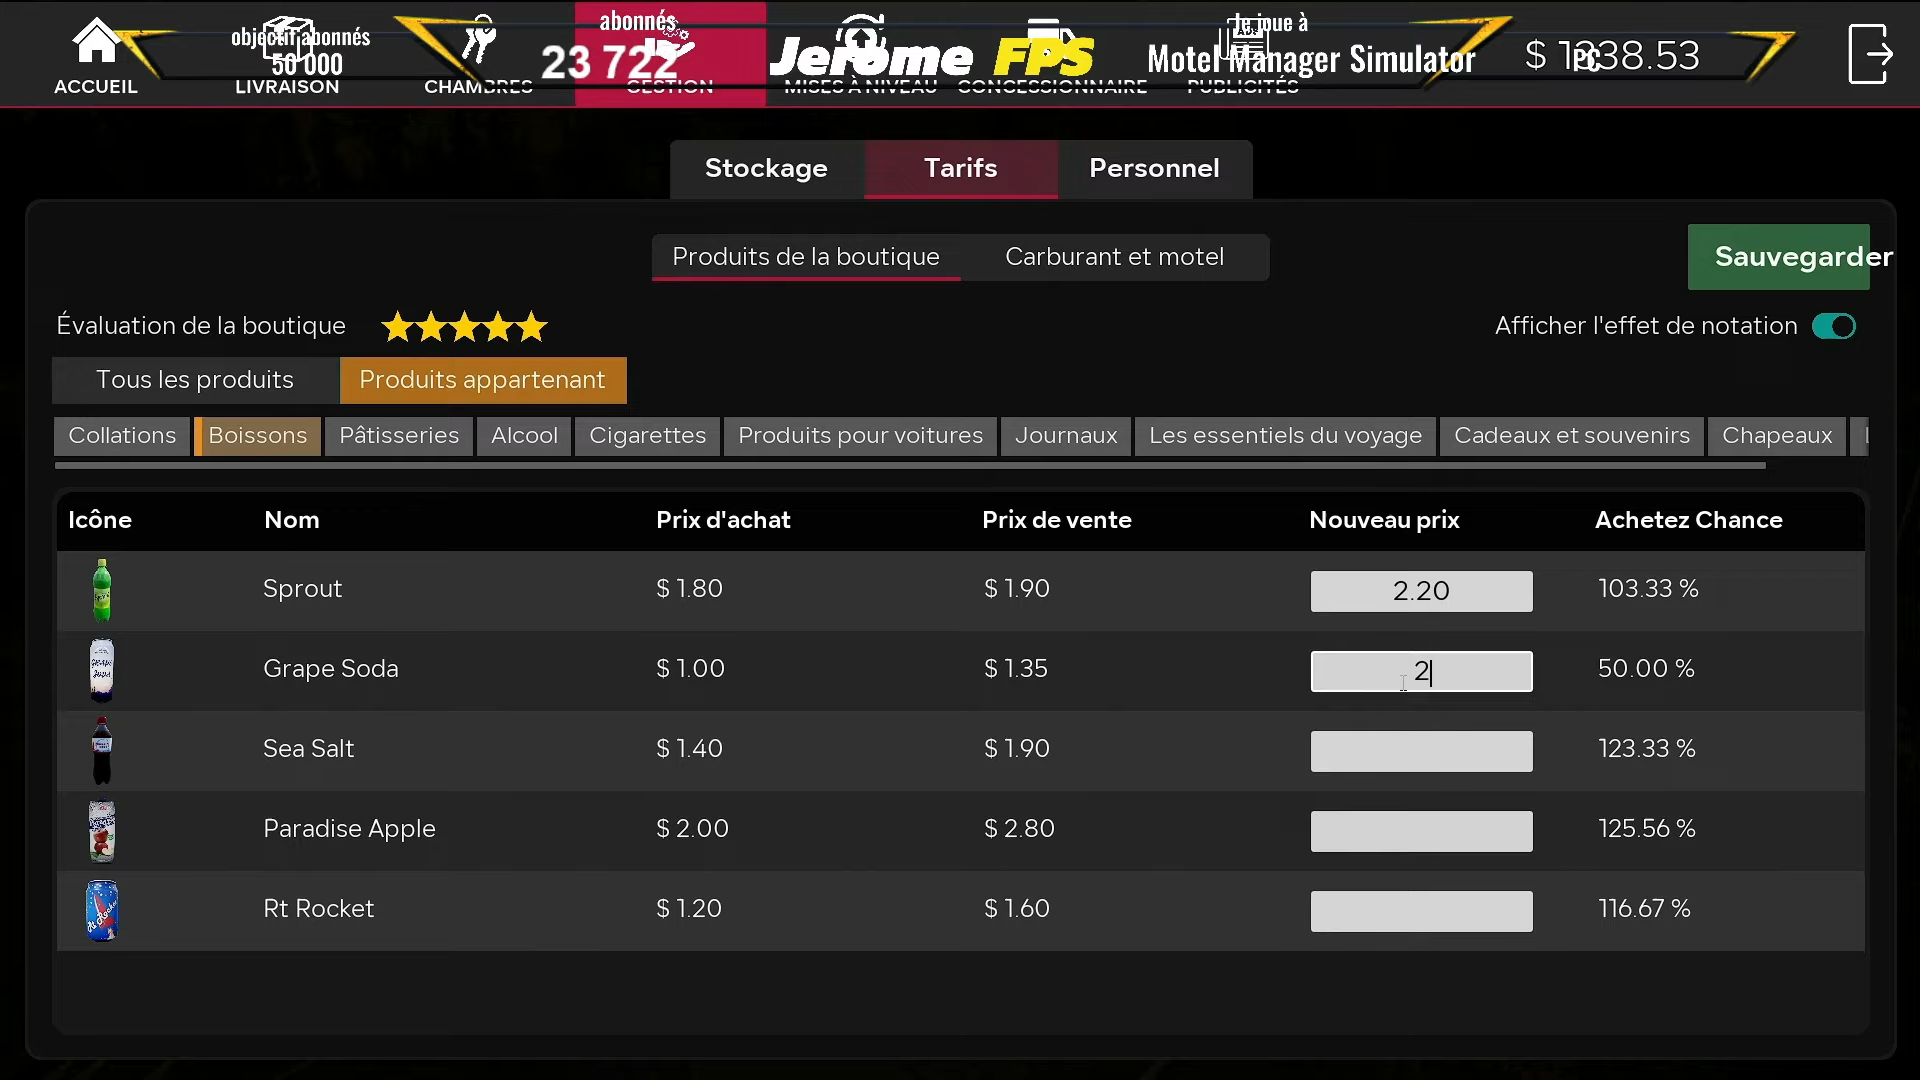 objectif abonnés
50 000
abonnés
23 722
Jerome FPS
Je joue à
Motel Manager Simulator
PC
ACCUEIL
LIVRAISON
CHAMBRES
GESTION
MISES À NIVEAU
CONCESSIONNAIRE
PUBLICITÉS
Stockage
Tarifs
Personnel
Produits de la boutique
Carburant et motel
Sauvegarder
Évaluation de la boutique
Afficher l'effet de notation
Tous les produits
Produits appartenant
Collations
Boissons
Pâtisseries
Alcool
Cigarettes
Produits pour voitures
Journaux
Les essentiels du voyage
Cadeaux et souvenirs
Chapeaux
Icône Nom Prix d'achat Prix de vente Nouveau prix Achetez Chance
Sprout $ 1.80 $ 1.90 2.20 103.33 %
Grape Soda $ 1.00 $ 1.35 2 50.00 %
Sea Salt $ 1.40 $ 1.90 123.33 %
Paradise Apple $ 2.00 $ 2.80 125.56 %
Rt Rocket $ 1.20 $ 1.60 116.67 %